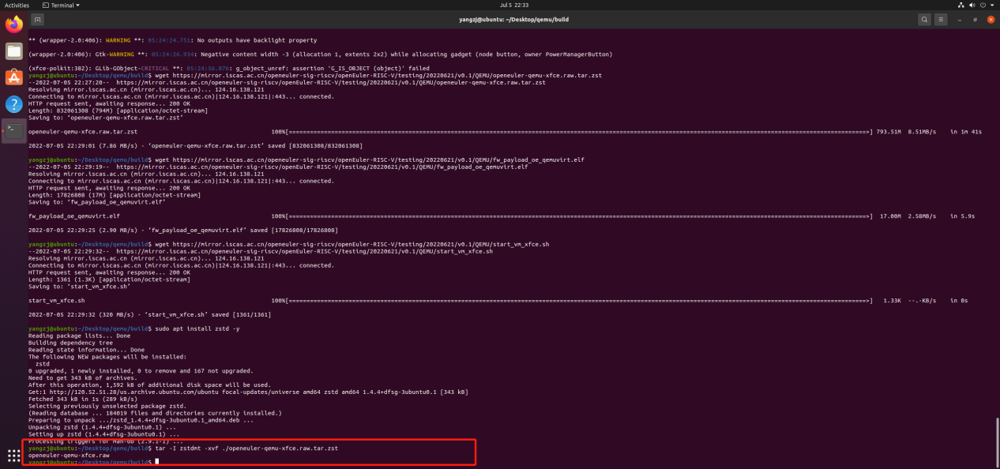 Activities
Terminal
Jul 5 22:33
yangzj@ubuntu: ~/Desktop/qemu/build
** (wrapper-2.0:406): WARNING **: 05:24:24.751: No outputs have backlight property
(wrapper-2.0:406): Gtk-WARNING **: 05:24:26.934: Negative content width -3 (allocation 1, extents 2x2) while allocating gadget (node button, owner PowerManagerButton)
(xfce-polkit:382): GLib-GObject-CRITICAL **: 05:24:56.876: g_object_unref: assertion 'G_IS_OBJECT (object)' failed
yangzj@ubuntu:~/Desktop/qemu/build$ wget https://mirror.iscas.ac.cn/openeuler-sig-riscv/openEuler-RISC-V/testing/20220621/v0.1/QEMU/openeuler-qemu-xfce.raw.tar.zst
--2022-07-05 22:27:20-- https://mirror.iscas.ac.cn/openeuler-sig-riscv/openEuler-RISC-V/testing/20220621/v0.1/QEMU/openeuler-qemu-xfce.raw.tar.zst
Resolving mirror.iscas.ac.cn (mirror.iscas.ac.cn)... 124.16.138.121
Connecting to mirror.iscas.ac.cn (mirror.iscas.ac.cn)|124.16.138.121|:443... connected.
HTTP request sent, awaiting response... 200 OK
Length: 832061308 (794M) [application/octet-stream]
Saving to: ‘openeuler-qemu-xfce.raw.tar.zst’
openeuler-qemu-xfce.raw.tar.zst 100%[=====================================================>] 793.51M 8.51MB/s in 1m 41s
2022-07-05 22:29:01 (7.86 MB/s) - ‘openeuler-qemu-xfce.raw.tar.zst’ saved [832061308/832061308]
yangzj@ubuntu:~/Desktop/qemu/build$ wget https://mirror.iscas.ac.cn/openeuler-sig-riscv/openEuler-RISC-V/testing/20220621/v0.1/QEMU/fw_payload_oe_qemuvirt.elf
--2022-07-05 22:29:19-- https://mirror.iscas.ac.cn/openeuler-sig-riscv/openEuler-RISC-V/testing/20220621/v0.1/QEMU/fw_payload_oe_qemuvirt.elf
Resolving mirror.iscas.ac.cn (mirror.iscas.ac.cn)... 124.16.138.121
Connecting to mirror.iscas.ac.cn (mirror.iscas.ac.cn)|124.16.138.121|:443... connected.
HTTP request sent, awaiting response... 200 OK
Length: 17826808 (17M) [application/octet-stream]
Saving to: ‘fw_payload_oe_qemuvirt.elf’
fw_payload_oe_qemuvirt.elf 100%[=====================================================>] 17.00M 2.58MB/s in 5.9s
2022-07-05 22:29:25 (2.90 MB/s) - ‘fw_payload_oe_qemuvirt.elf’ saved [17826808/17826808]
yangzj@ubuntu:~/Desktop/qemu/build$ wget https://mirror.iscas.ac.cn/openeuler-sig-riscv/openEuler-RISC-V/testing/20220621/v0.1/QEMU/start_vm_xfce.sh
--2022-07-05 22:29:32-- https://mirror.iscas.ac.cn/openeuler-sig-riscv/openEuler-RISC-V/testing/20220621/v0.1/QEMU/start_vm_xfce.sh
Resolving mirror.iscas.ac.cn (mirror.iscas.ac.cn)... 124.16.138.121
Connecting to mirror.iscas.ac.cn (mirror.iscas.ac.cn)|124.16.138.121|:443... connected.
HTTP request sent, awaiting response... 200 OK
Length: 1361 (1.3K) [application/octet-stream]
Saving to: ‘start_vm_xfce.sh’
start_vm_xfce.sh 100%[=====================================================>] 1.33K --.-KB/s in 0s
2022-07-05 22:29:32 (320 MB/s) - ‘start_vm_xfce.sh’ saved [1361/1361]
yangzj@ubuntu:~/Desktop/qemu/build$ sudo apt install zstd -y
Reading package lists... Done
Building dependency tree
Reading state information... Done
The following NEW packages will be installed:
zstd
0 upgraded, 1 newly installed, 0 to remove and 167 not upgraded.
Need to get 343 kB of archives.
After this operation, 1,592 kB of additional disk space will be used.
Get:1 http://120.52.51.28/us.archive.ubuntu.com/ubuntu focal-updates/universe amd64 zstd amd64 1.4.4+dfsg-3ubuntu0.1 [343 kB]
Fetched 343 kB in 1s (289 kB/s)
Selecting previously unselected package zstd.
(Reading database ... 184019 files and directories currently installed.)
Preparing to unpack .../zstd_1.4.4+dfsg-3ubuntu0.1_amd64.deb ...
Unpacking zstd (1.4.4+dfsg-3ubuntu0.1) ...
Setting up zstd (1.4.4+dfsg-3ubuntu0.1) ...
Processing triggers for man-db (2.9.1-1) ...
yangzj@ubuntu:~/Desktop/qemu/build$ tar -I zstdmt -xvf ./openeuler-qemu-xfce.raw.tar.zst
openeuler-qemu-xfce.raw
yangzj@ubuntu:~/Desktop/qemu/build$